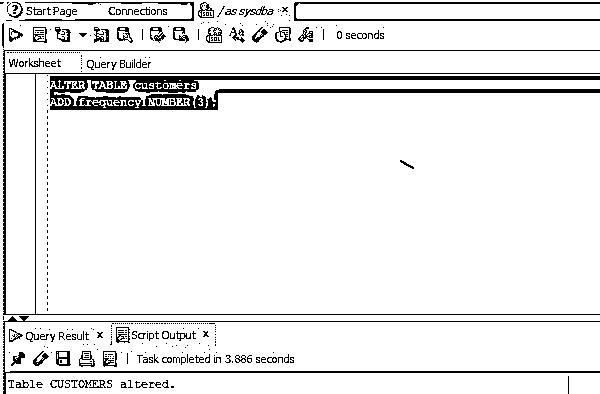 Start Page Connections / as sysdba
0 seconds
Worksheet Query Builder
ALTER TABLE customers
ADD frequency NUMBER(3);
Query Result x Script Output x
Task completed in 3.886 seconds
Table CUSTOMERS altered.